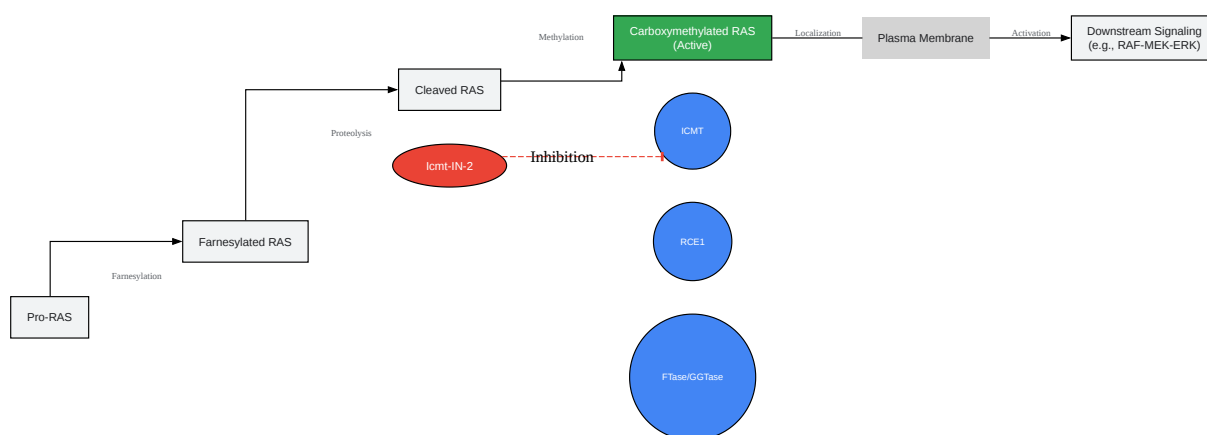 Methylation
Carboxymethylated RAS
(Active)
Localization
Plasma Membrane
Activation
Downstream Signaling
(e.g., RAF-MEK-ERK)
Cleaved RAS
Proteolysis
ICMT
Icmt-IN-2
Inhibition
RCE1
Farnesylated RAS
Farnesylation
Pro-RAS
FTase/GGTase